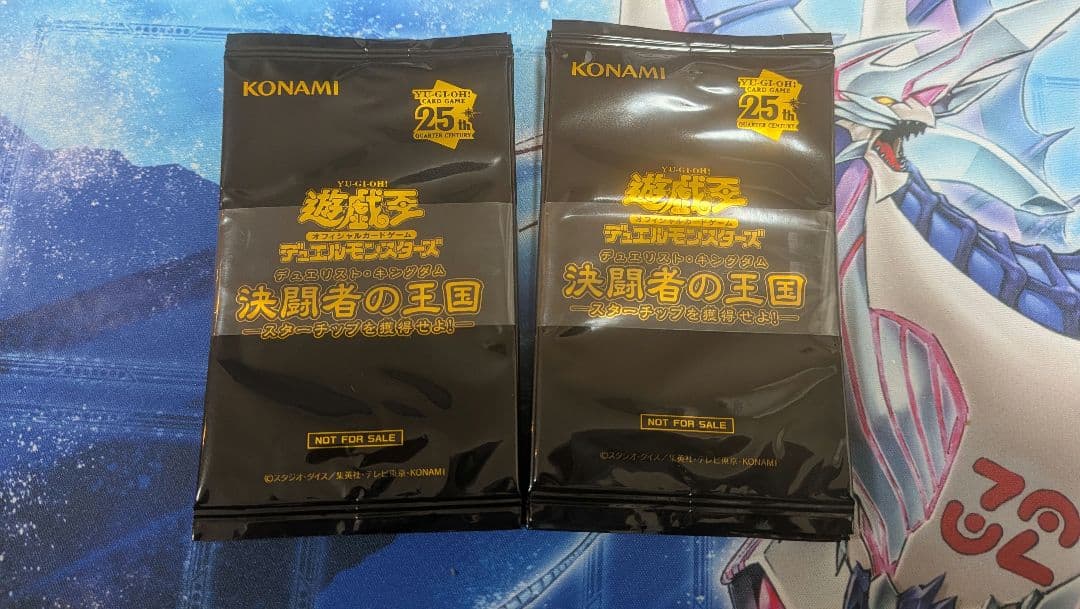 KONAMI
YU-GI-OH!
CARD GAME
25th
QUARTER CENTURY
YU-GI-OH!
遊戯王
オフィシャルカードゲーム
デュエルモンスターズ
デュエリスト・キングダム
決闘者の王国
―スターチップを獲得せよ!―
NOT FOR SALE
©スタジオ・ダイス/集英社・テレビ東京・KONAMI
KONAMI
YU-GI-OH!
CARD GAME
25th
QUARTER CENTURY
YU-GI-OH!
遊戯王
オフィシャルカードゲーム
デュエルモンスターズ
デュエリスト・キングダム
決闘者の王国
―スターチップを獲得せよ!―
NOT FOR SALE
©スタジオ・ダイス/集英社・テレビ東京・KONAMI